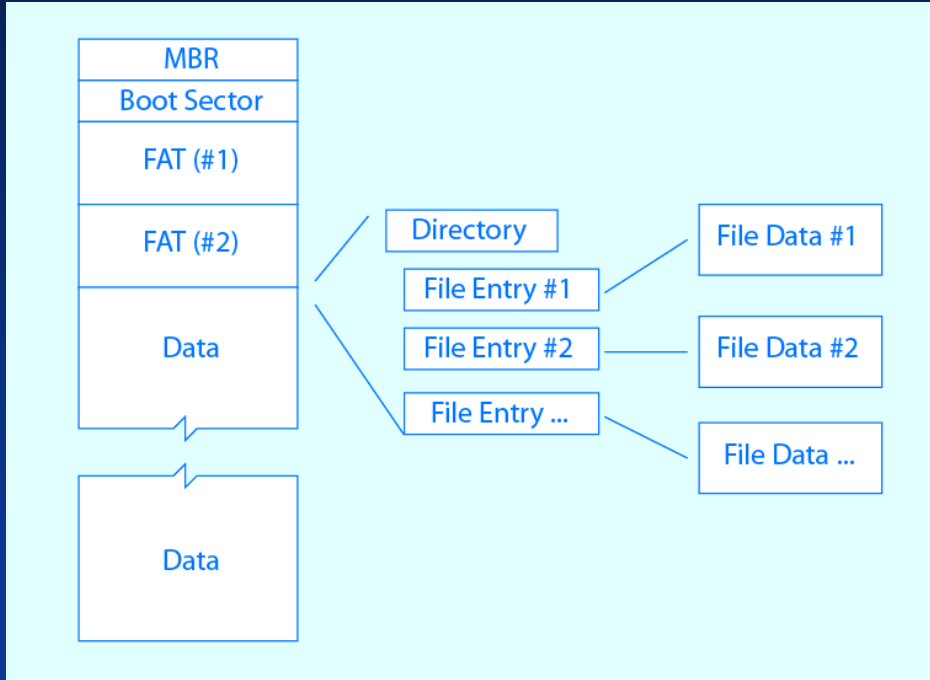 MBR
Boot Sector
FAT (#1)
FAT (#2)
Data
Data
Directory
File Entry #1
File Entry #2
File Entry ...
File Data #1
File Data #2
File Data ...